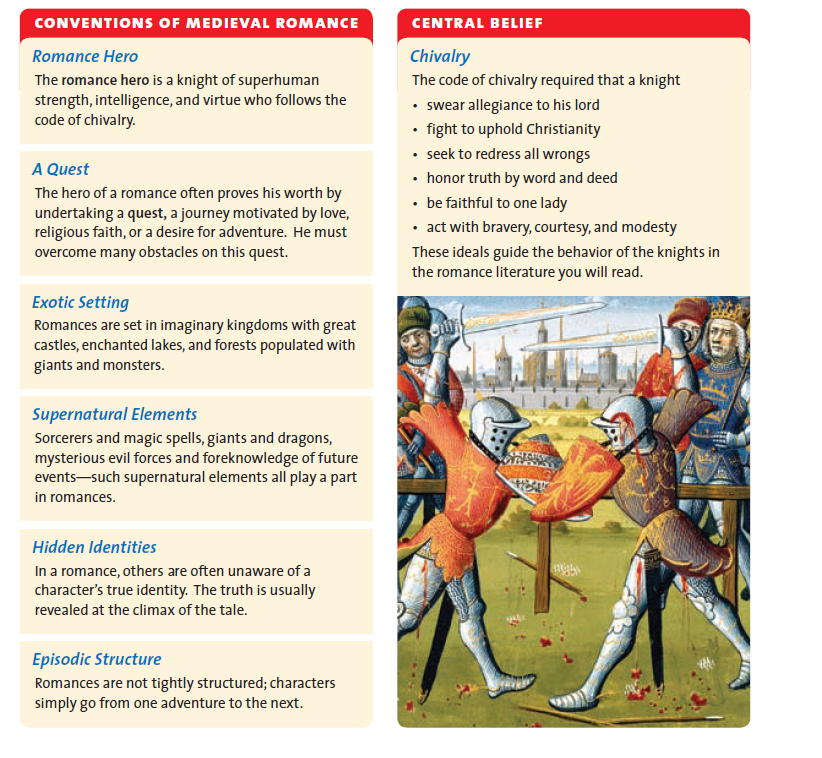 CONVENTIONS OF MEDIEVAL ROMANCE
Romance Hero
The romance hero is a knight of superhuman
strength, intelligence, and virtue who follows the
code of chivalry.
A Quest
The hero of a romance often proves his worth by
undertaking a quest, a journey motivated by love,
religious faith, or a desire for adventure. He must
overcome many obstacles on this quest.
Exotic Setting
Romances are set in imaginary kingdoms with great
castles, enchanted lakes, and forests populated with
giants and monsters.
Supernatural Elements
Sorcerers and magic spells, giants and dragons,
mysterious evil forces and foreknowledge of future
events—such supernatural elements all play a part
in romances.
Hidden Identities
In a romance, others are often unaware of a
character's true identity. The truth is usually
revealed at the climax of the tale.
Episodic Structure
Romances are not tightly structured; characters
simply go from one adventure to the next.
CENTRAL BELIEF
Chivalry
The code of chivalry required that a knight
• swear allegiance to his lord
• fight to uphold Christianity
• seek to redress all wrongs
• honor truth by word and deed
• be faithful to one lady
• act with bravery, courtesy, and modesty
These ideals guide the behavior of the knights in
the romance literature you will read.